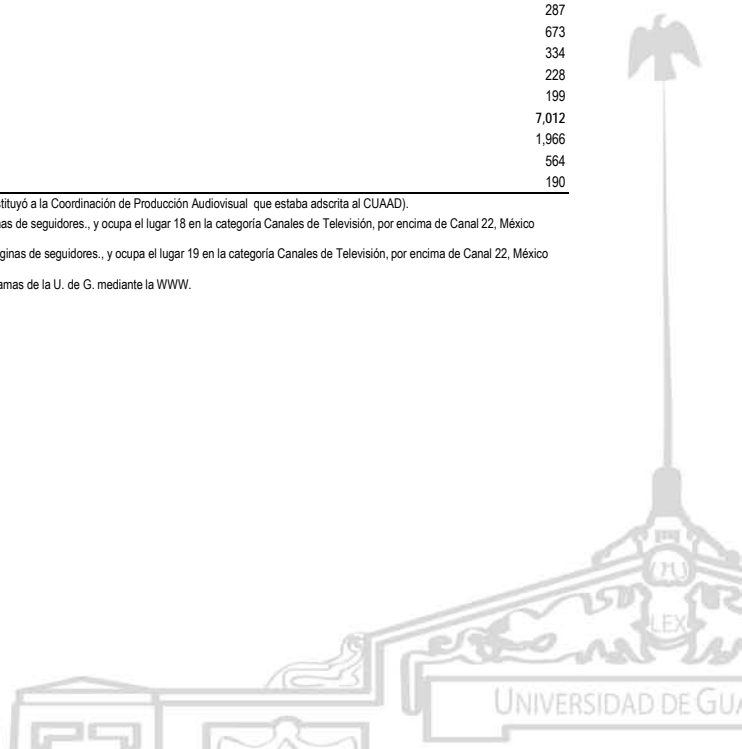 287
673
334
228
199
7,012
1,966
564
190
tituyó a la Coordinación de Producción Audiovisual que estaba adscrita al CUAAD).
nas de seguidores., y ocupa el lugar 18 en la categoría Canales de Televisión, por encima de Canal 22, México
ginas de seguidores., y ocupa el lugar 19 en la categoría Canales de Televisión, por encima de Canal 22, México
amas de la U. de G. mediante la WWW.
LEX
UNIVERSIDAD DE GUA